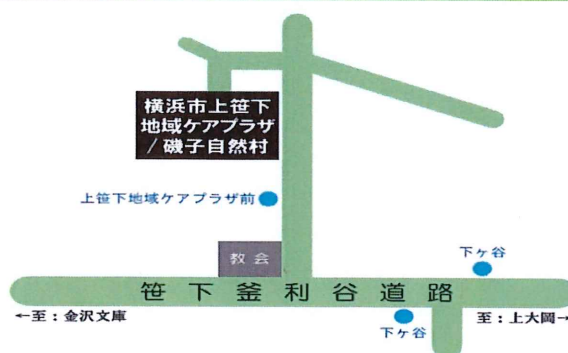 横浜市上笹下
地域ケアプラザ
/ 磯子自然村
上笹下地域ケアプラザ前
教会
下ケ谷
笹下釜利谷道路
←至:金沢文庫
下ケ谷
至:上大岡→